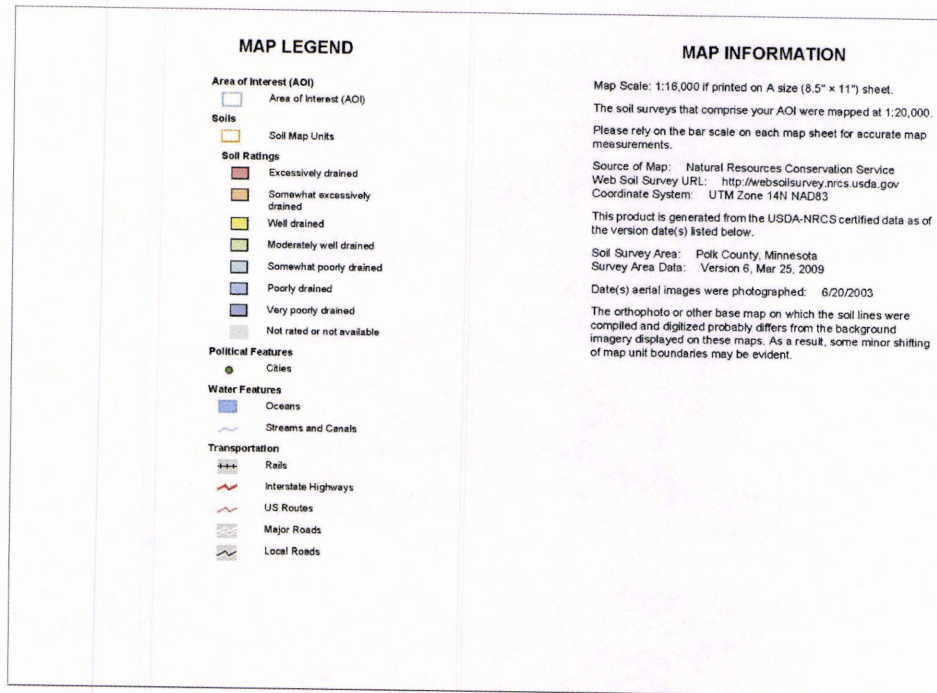 MAP LEGEND
Area of Interest (AOI)
Area of Interest (AOI)
Soils
Soil Map Units
Soil Ratings
Excessively drained
Somewhat excessively
drained
Well drained
Moderately well drained
Somewhat poorly drained
Poorly drained
Very poorly drained
Not rated or not available
Political Features
Cities
Water Features
Oceans
Streams and Canals
Transportation
Rails
Interstate Highways
US Routes
Major Roads
Local Roads
MAP INFORMATION
Map Scale: 1:16,000 if printed on A size (8.5" × 11") sheet.
The soil surveys that comprise your AOI were mapped at 1:20,000.
Please rely on the bar scale on each map sheet for accurate map
measurements.
Source of Map: Natural Resources Conservation Service
Web Soil Survey URL: http://websoilsurvey.nrcs.usda.gov
Coordinate System: UTM Zone 14N NAD83
This product is generated from the USDA-NRCS certified data as of
the version date(s) listed below.
Soil Survey Area: Polk County, Minnesota
Survey Area Data: Version 6, Mar 25, 2009
Date(s) aerial images were photographed: 6/20/2003
The orthophoto or other base map on which the soil lines were
compiled and digitized probably differs from the background
imagery displayed on these maps. As a result, some minor shifting
of map unit boundaries may be evident.